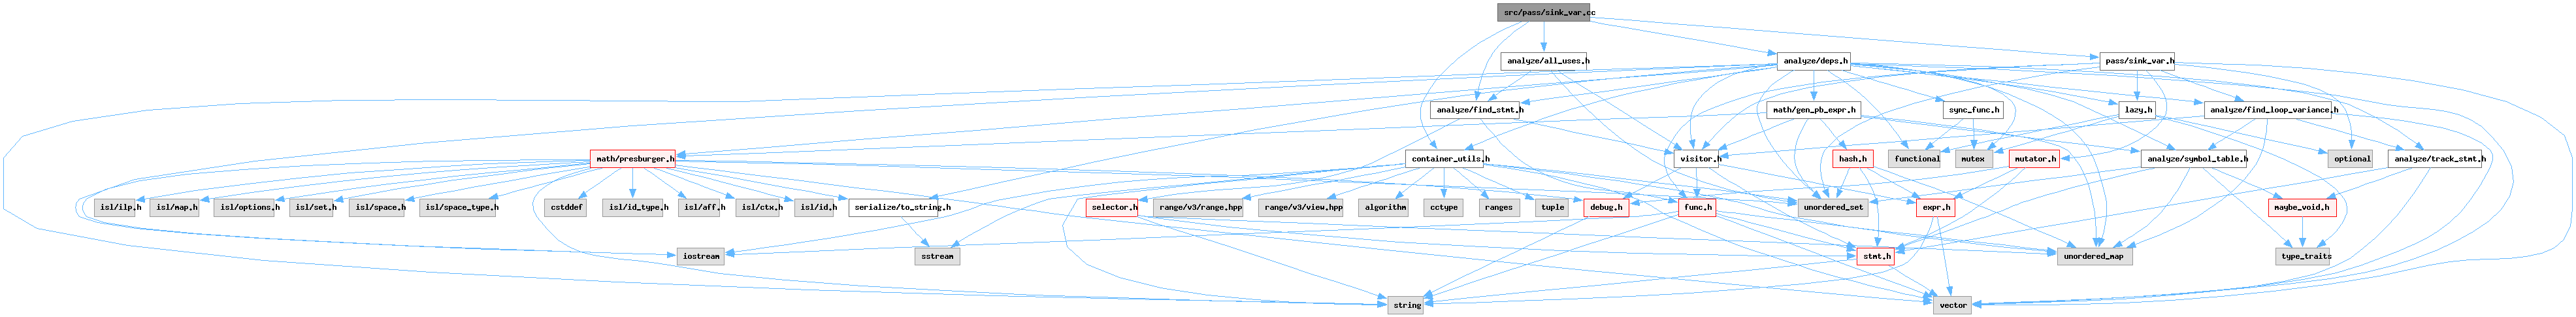 src/pass/sink_var.cc
analyze/all_uses.h
analyze/deps.h
pass/sink_var.h
analyze/find_stmt.h
math/gen_pb_expr.h
sync_func.h
lazy.h
analyze/find_loop_variance.h
math/presburger.h
container_utils.h
visitor.h
hash.h
functional
mutex
mutator.h
analyze/symbol_table.h
optional
analyze/track_stmt.h
isl/ilp.h
isl/map.h
isl/options.h
isl/set.h
isl/space.h
isl/space_type.h
cstddef
isl/id_type.h
isl/aff.h
isl/ctx.h
isl/id.h
serialize/to_string.h
selector.h
range/v3/range.hpp
range/v3/view.hpp
algorithm
cctype
ranges
tuple
debug.h
func.h
unordered_set
expr.h
maybe_void.h
iostream
sstream
stmt.h
unordered_map
type_traits
string
vector